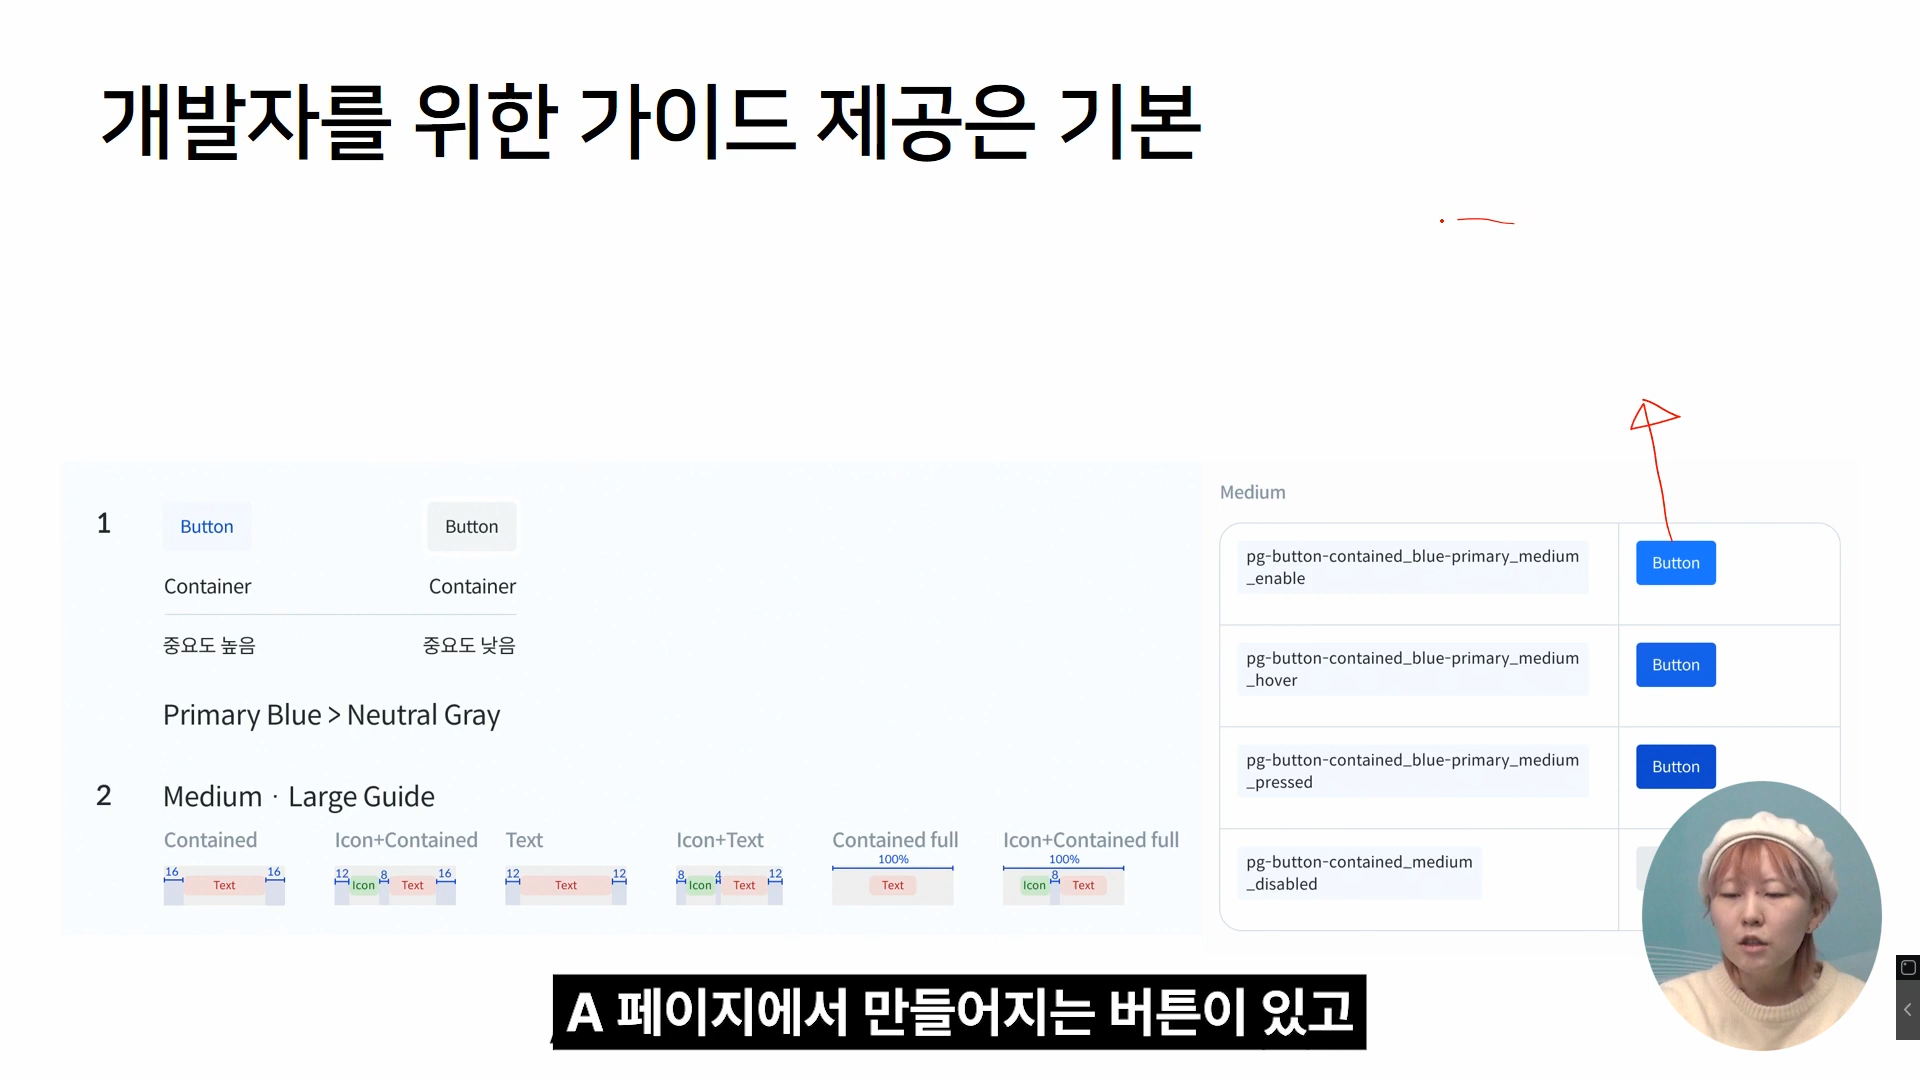 개발자를 위한 가이드 제공은 기본
1
Button
Button
Container
Container
중요도 높음
중요도 낮음
Primary Blue > Neutral Gray
2
Medium · Large Guide
Contained
Icon+Contained
Text
Icon+Text
Contained full
Icon+Contained full
16 Text 16
12 Icon 8 Text 16
12 Text 12
8 Icon 4 Text 12
100%
Text
100%
Icon 8 Text
Medium
pg-button-contained_blue-primary_medium
_enable
Button
pg-button-contained_blue-primary_medium
_hover
Button
pg-button-contained_blue-primary_medium
_pressed
Button
pg-button-contained_medium
_disabled
A 페이지에서 만들어지는 버튼이 있고